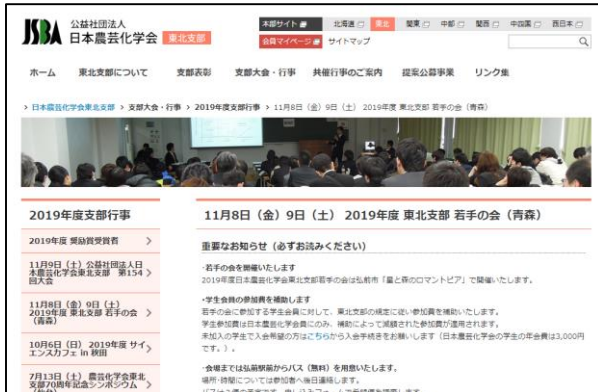 公益社団法人
日本農芸化学会 東北支部
JSBA
本部サイト 北海道 東北 関東 中部 関西 中四国 西日本
会員マイページ サイトマップ
ホーム 東北支部について 支部表彰 支部大会・行事 共催行事のご案内 提案公募事業 リンク集
> 日本農芸化学会東北支部 > 支部大会・行事 > 2019年度支部行事 > 11月8日（金）9日（土） 2019年度 東北支部 若手の会（青森）
2019年度支部行事
2019年度 奨励賞受賞者
11月9日（土）公益社団法人日
本農芸化学会東北支部 第154
回大会
11月8日（金）9日（土）
2019年度 東北支部 若手の会
（青森）
10月6日（日） 2019年度 サイ
エンスカフェ in 秋田
7月13日（土）農芸化学会東北
支部70周年記念シンポジウム
11月8日（金）9日（土） 2019年度 東北支部 若手の会（青森）
重要なお知らせ（必ずお読みください）
・若手の会を開催いたします
2019年度日本農芸化学会東北支部若手の会は弘前市「星と森のロマントピア」で開催いたします。
・学生会員の参加費を補助します
若手の会に参加する学生会員に対して、東北支部の規定に従い参加費を補助いたします。
学生参加費は日本農芸化学会員にのみ、補助によって減額された参加費が適用されます。
未加入の学生で入会希望の方はこちらから入会手続きをお願いします（日本農芸化学会の学生の年会費は3,000円
です。）。
・会場までは弘前駅前からバス（無料）を用意いたします。
場所・時間については参加者へ後日連絡します。